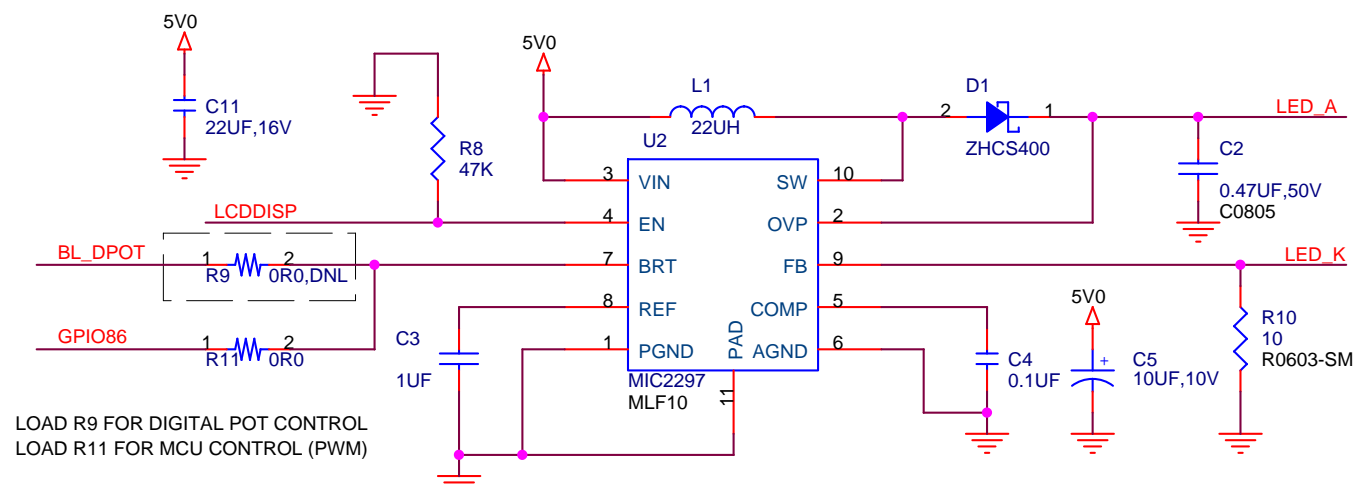 5V0
C11
22UF,16V
R8
47K
5V0
L1
22UH
D1
2
1
ZHCS400
LED_A
C2
0.47UF,50V
C0805
U2
3
VIN
SW
10
LCDDISP
4
EN
OVP
2
BL_DPOT
1
2
R9
0R0,DNL
7
BRT
FB
9
LED_K
8
REF
COMP
5
GPIO86
1
2
R11
0R0
1
PGND
PAD
AGND
6
C3
1UF
MIC2297
MLF10
11
C4
0.1UF
5V0
+
C5
10UF,10V
R10
10
R0603-SM
LOAD R9 FOR DIGITAL POT CONTROL
LOAD R11 FOR MCU CONTROL (PWM)